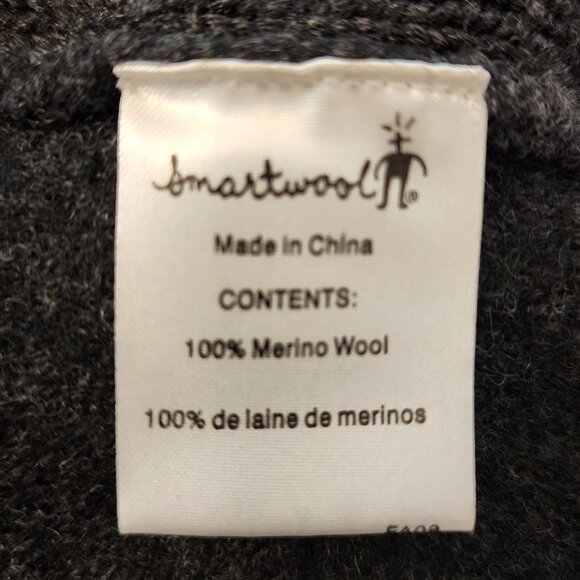 Smartwool®
Made in China
CONTENTS:
100% Merino Wool
100% de laine de merinos